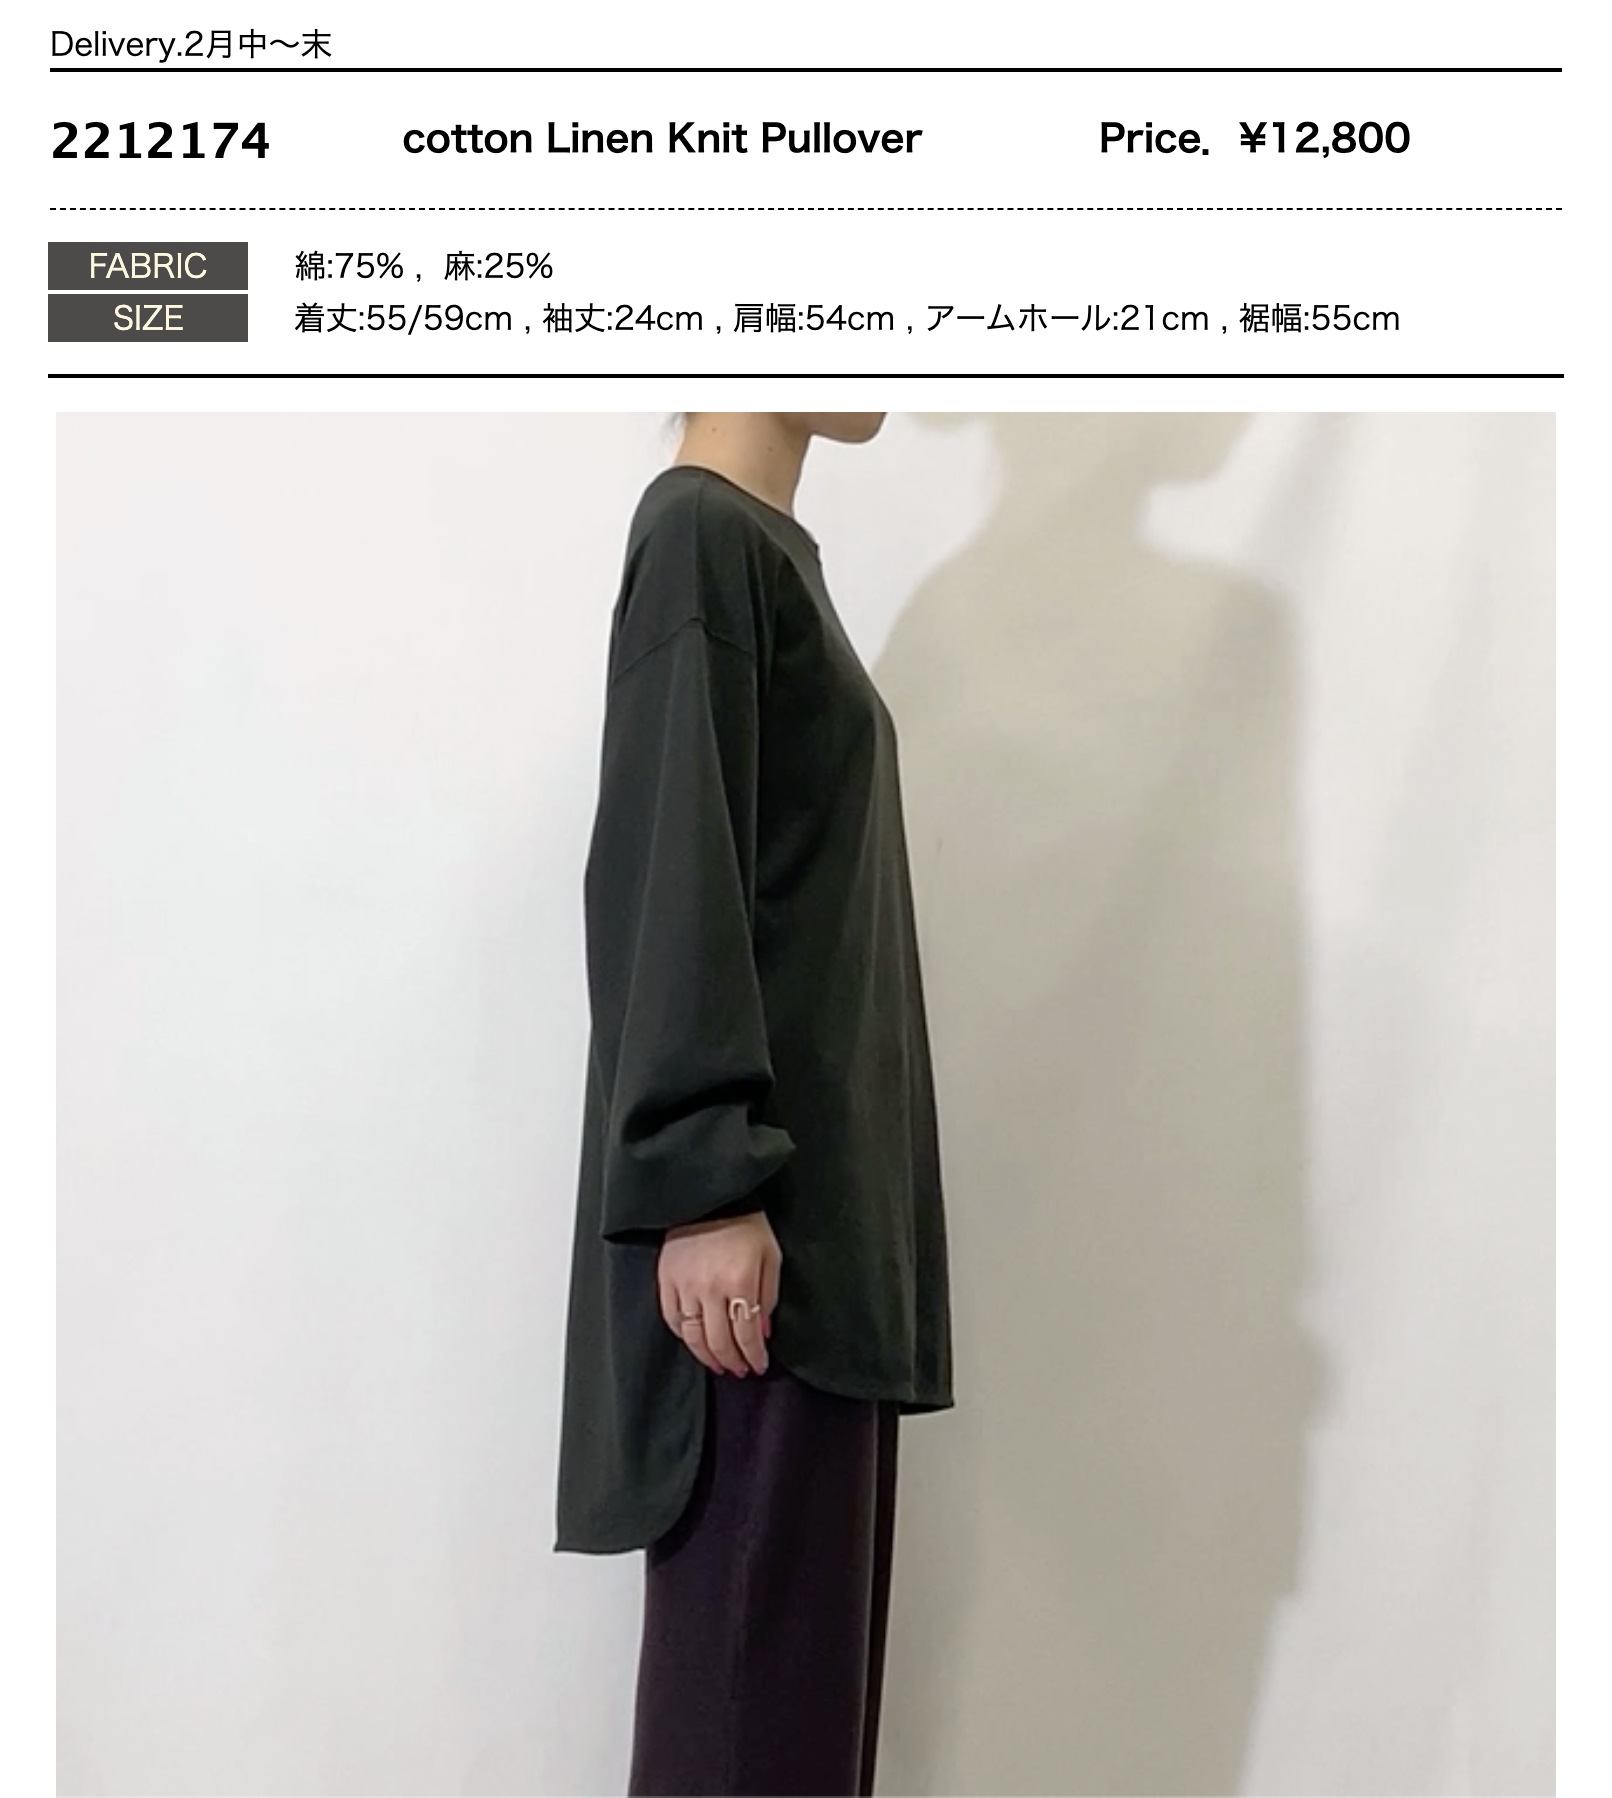 Delivery.2月中〜末
2212174 cotton Linen Knit Pullover Price. ¥12,800
FABRIC 綿:75% , 麻:25%
SIZE 着丈:55/59cm , 袖丈:24cm , 肩幅:54cm , アームホール:21cm , 裾幅:55cm